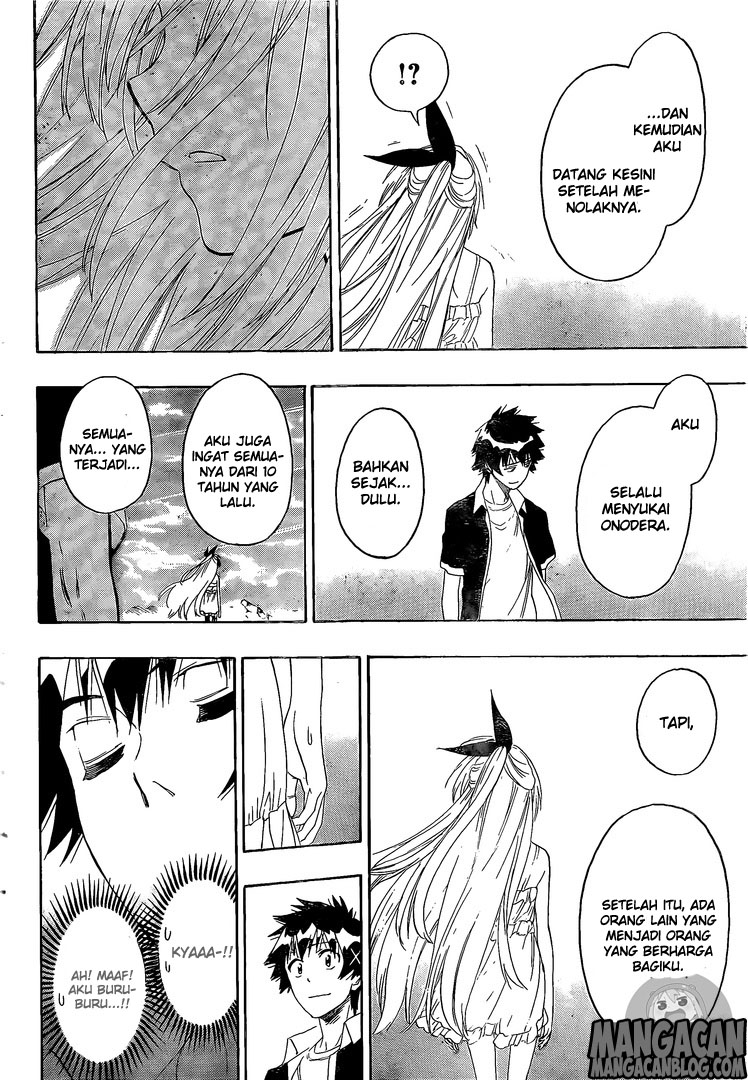 ...DAN
KEMUDIAN
AKU
DATANG KESINI
SETELAH ME-
NOLAKNYA.
!?
AKU
SELALU
MENYUKAI
ONODERA.
BAHKAN
SEJAK...
DULU.
AKU JUGA
INGAT SEMUA-
NYA DARI 10
TAHUN YANG
LALU.
SEMUA-
NYA... YANG
TERJADI...
TAPI,
SETELAH ITU, ADA
ORANG LAIN YANG
MENJADI ORANG
YANG BERHARGA
BAGIKU.
KYAAA-!!
AH! MAAF!
AKU BURU-
BURU...!!
MANGACAN
MANGACANBLOG.COM